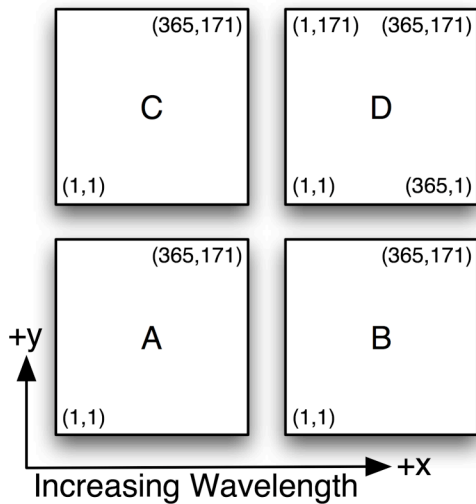 (365,171)
C
(1,1)
(1,171) (365,171)
D
(1,1) (365,1)
(365,171)
A
(1,1)
(365,171)
B
(1,1)
+y
+x
Increasing Wavelength